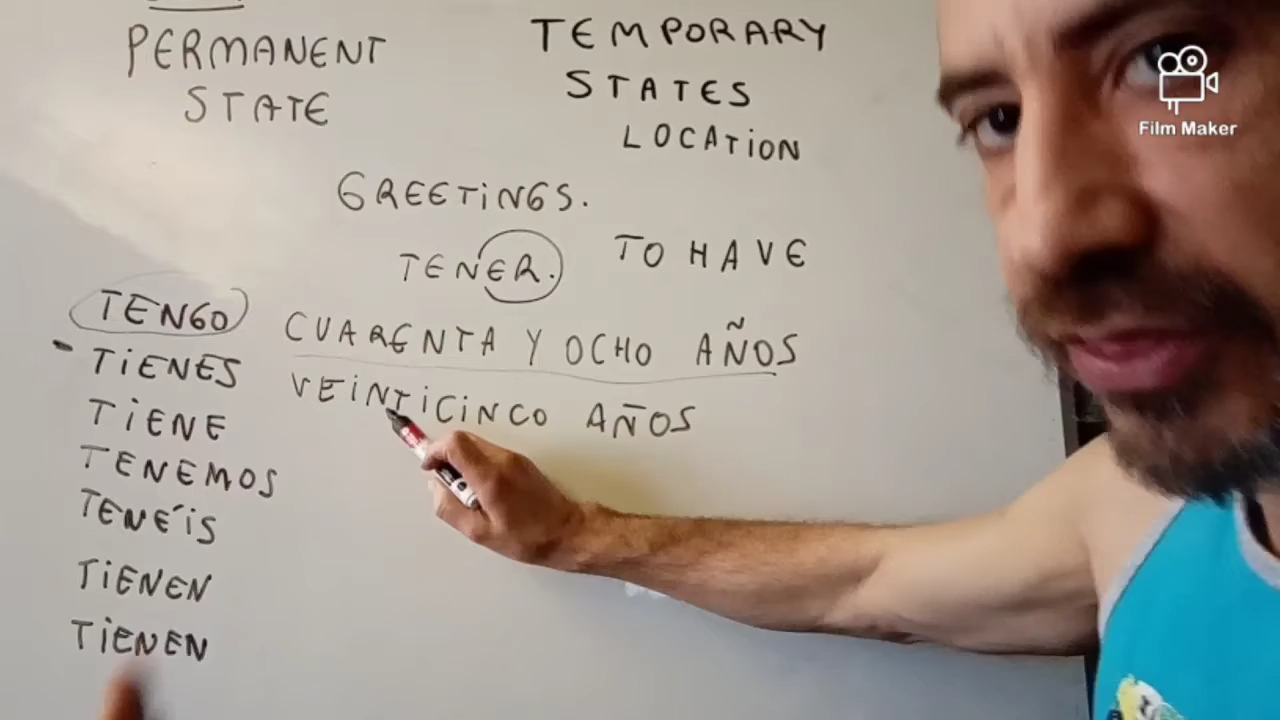 PERMANENT
STATE
TEMPORARY
STATES
LOCATION
GREETINGS.
TENER. TO HAVE
TENGO CUARENTA Y OCHO AÑOS
- TiENES VEiNTiCiNCO AÑOS
TiENE
TENEMOS
TENÉiS
TiENEN
TiENEN
Film Maker